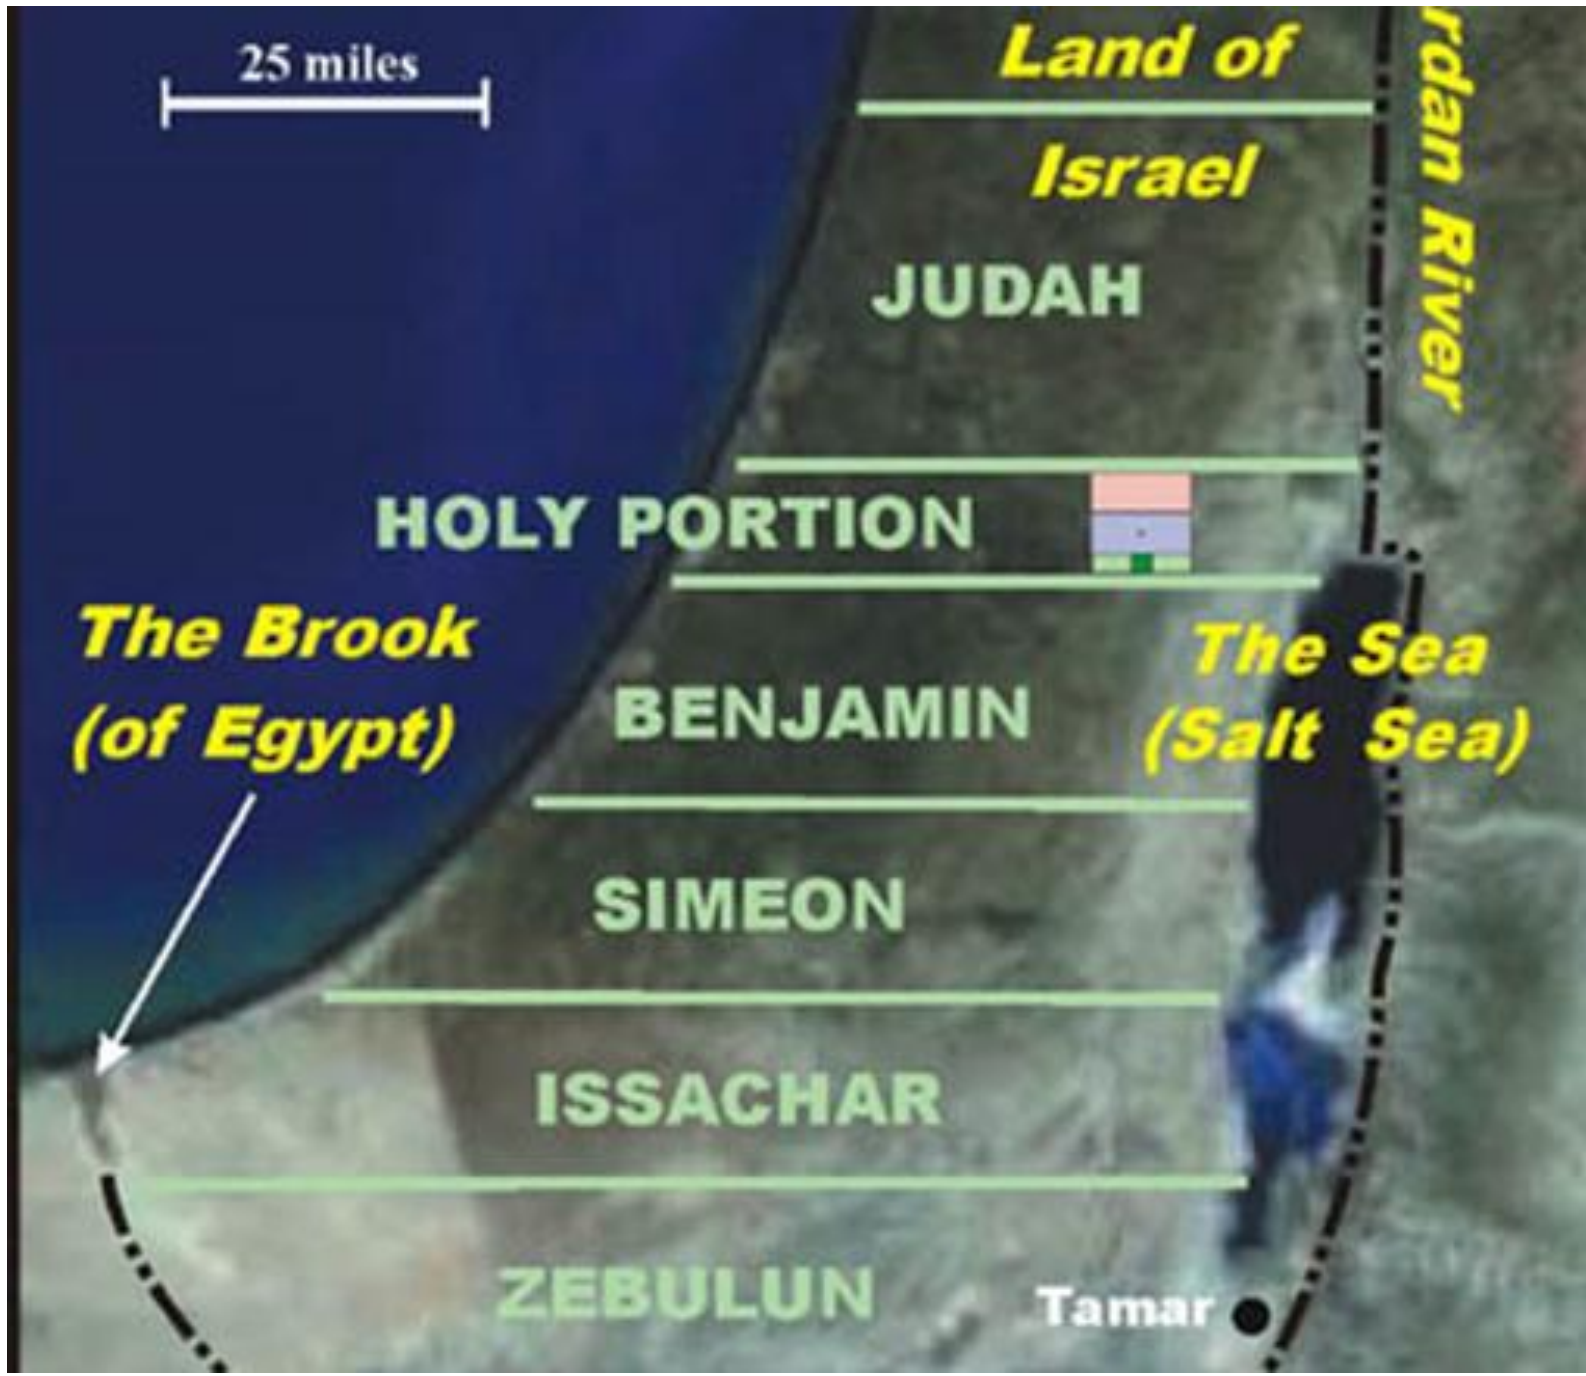 25 miles
Land of
Israel
rdan River
JUDAH
HOLY PORTION
The Brook
(of Egypt)
The Sea
(Salt Sea)
BENJAMIN
SIMEON
ISSACHAR
ZEBULUN
Tamar